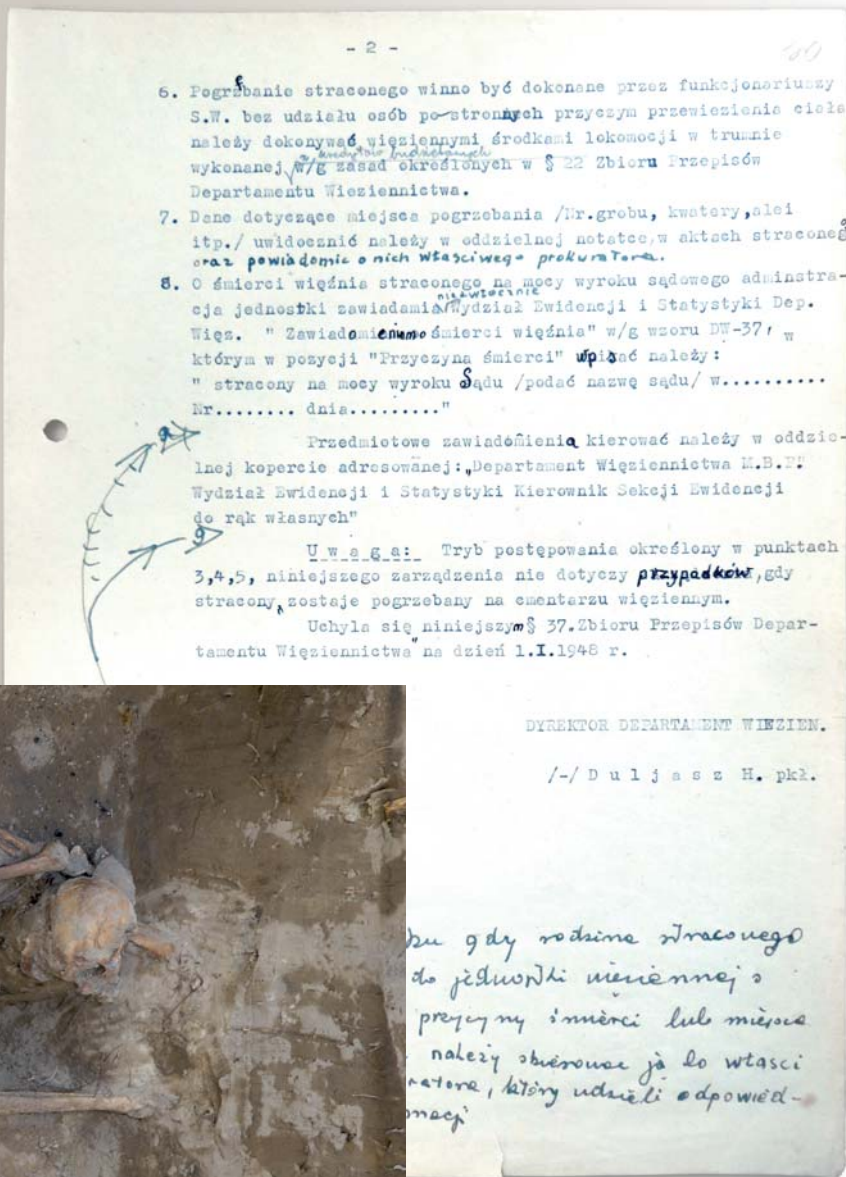 - 2 -
6. Pogrzebanie straconego winno być dokonane przez funkcjonariuszy
S.W. bez udziału osób postronnych przyczym przewiezienia ciała
należy dokonywać więziennymi środkami lokomocji w trumnie
z kredytów budżetowych
wykonanej w/g zasad określonych w § 22 Zbioru Przepisów
Departamentu Wieziennictwa.
7. Dane dotyczące miejsca pogrzebania /Nr.grobu, kwatery,alei
itp./ uwidocznić należy w oddzielnej notatce,w aktach straconego
oraz powiadomić o nich właściwego prokuratora.
8. O śmierci więźnia straconego na mocy wyroku sądowego adminstra-
niezwłocznie
cja jednostki zawiadamia Wydział Ewidencji i Statystyki Dep.
Więz. " Zawiadomieniem o śmierci więźnia" w/g wzoru DW-37, w
którym w pozycji "Przyczyna śmierci" wpisać należy:
" stracony na mocy wyroku Sądu /podać nazwę sądu/ w..........
Nr........ dnia........."
Przedmiotowe zawiadomienia kierować należy w oddzie-
lnej kopercie adresowanej:„Departament Więziennictwa M.B.P."
Wydział Ewidencji i Statystyki Kierownik Sekcji Ewidencji
do rąk własnych"
9
U w a g a: Tryb postępowania określony w punktach
3,4,5, niniejszego zarządzenia nie dotyczy przypadków,gdy
stracony zostaje pogrzebany na cmentarzu więziennym.
Uchyla się niniejszym § 37.Zbioru Przepisów Depar-
tamentu Więziennictwa" na dzień 1.I.1948 r.
DYREKTOR DEPARTAMENT WIEZIEN.
/-/ D u l j a s z H. pkł.
gdy rodzina straconego
do jednostki więziennej o
przyczyny śmierci lub miejsca
należy skierować ją do właści
ratora, który udzieli odpowied-
macji